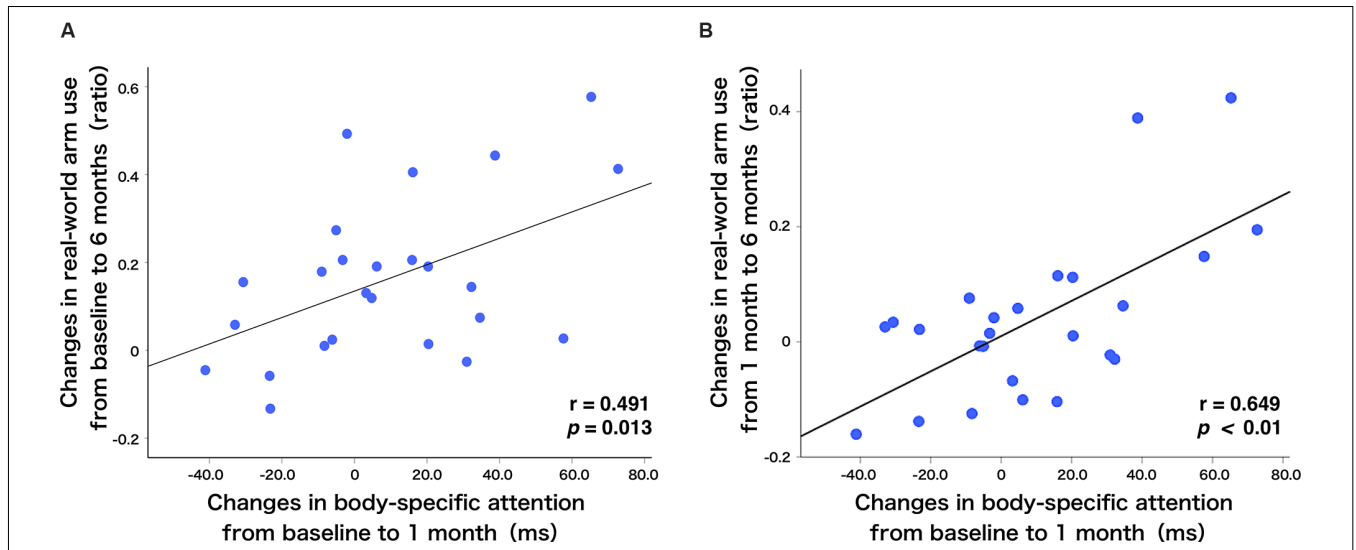 A
Changes in real-world arm use
from baseline to 6 months (ratio)
0.6
0.4
0.2
0
-0.2
r = 0.491
p = 0.013
-40.0 -20.0 0 20.0 40.0 60.0 80.0
Changes in body-specific attention
from baseline to 1 month (ms)
B
Changes in real-world arm use
from 1 month to 6 months (ratio)
0.4
0.2
0
-0.2
r = 0.649
p < 0.01
-40.0 -20.0 0 20.0 40.0 60.0 80.0
Changes in body-specific attention
from baseline to 1 month (ms)